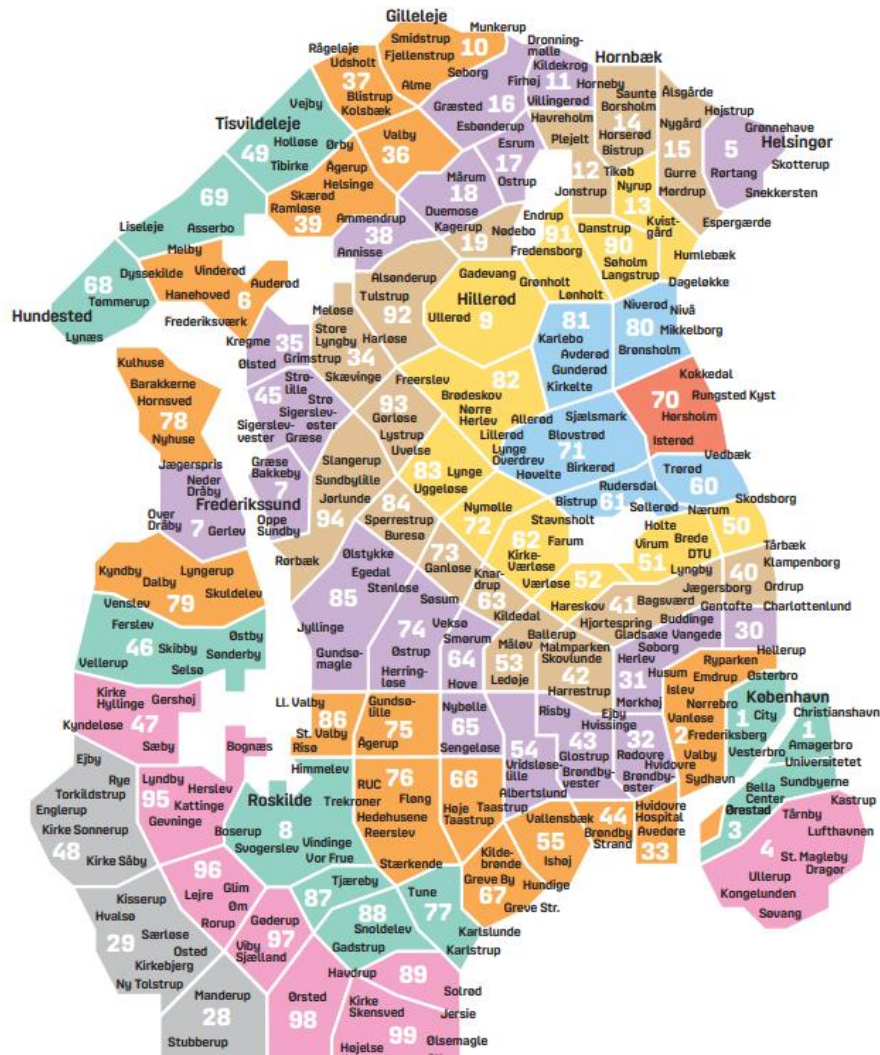 Gilleleje
Munkerup
Smidstrup
10
Fjellenstrup
Rågeleje
Udsholt
37
Blistrup
Kolsbæk
Alme
Søborg
Dronning-
mølle
Kildekrog
11
Firhøj
Horneby
Villingerød
Hornbæk
Saunte
Borsholm
14
Horserød
Bistrup
Ålsgårde
Nygård
15
Gurre
Mørdrup
Espergærde
Højstrup
Grønnehave
5
Helsingør
Skotterup
Rørtang
Snekkersten
Vejby
Tisvildeleje
49
Holløse
Tibirke
Græsted
16
Esbønderup
Havreholm
Plejelt
12
Jonstrup
Valby
36
Ørby
Ågerup
Helsinge
Skærød
Ramløse
39
Esrum
17
Ostrup
Mårum
18
Duemose
Kagerup
Tikøb
Nyrup
13
Kvist-
gård
69
Liseleje
Asserbo
Ammendrup
38
Annisse
19
Nødebo
Endrup
91
Fredensborg
Grønholt
Lønholt
Danstrup
90
Søholm
Langstrup
Humlebæk
Dageløkke
Melby
Dyssekilde
Vinderød
Auderød
Hanehoved
6
Frederiksværk
68
Tømmerup
Hundested
Lynæs
Alsønderup
Tulstrup
92
Harløse
Gadevang
Hillerød
Ullerød
9
Niverød
Nivå
80
Mikkelborg
Brønsholm
81
Karlebo
Avderød
Gunderød
Kirkelte
Meløse
Store
Lyngby
34
Skævinge
Kregme
35
Ølsted
Grimstrup
Kulhuse
Barakkerne
Hornsved
78
Nyhuse
Strø-
lille
45
Strø
Sigerslev-
øster
Sigerslev-
vester
Græse
Freerslev
82
Brødeskov
Nørre
Herlev
Allerød
Kokkedal
70
Rungsted Kyst
Hørsholm
Isterød
93
Gørløse
Lystrup
Uvelse
Lillerød
Lynge
Overdrev
Høvelte
Sjælsmark
Blovstrød
71
Birkerød
Vedbæk
Trørød
60
Skodsborg
Jægerspris
Neder
Dråby
Frederikssund
7
Over
Dråby
Gerlev
Græse
Bakkeby
7
Oppe
Sundby
Slangerup
Sundbylille
Jørlunde
94
Rørbæk
83
Lynge
Uggeløse
Bistrup
Rudersdal
61
Søllerød
Nærum
50
84
Sperrestrup
Buresø
Nymølle
72
Stavnsholt
62
Farum
Kirke-
Værløse
Værløse
Holte
Virum
51
Brede
DTU
Lyngby
Tårbæk
Klampenborg
40
Ordrup
Charlottenlund
Kyndby
Lyngerup
Dalby
79
Skuldelev
Venslev
Ølstykke
Egedal
Stenløse
85
Jyllinge
Gundsø-
magle
73
Ganløse
Knar-
drup
63
52
Hareskov
41
Bagsværd
Hjortespring
Gladsaxe
Jægersborg
Gentofte
Buddinge
Vangede
30
Hellerup
Ferslev
46
Skibby
Østby
Sønderby
Vellerup
Selsø
Søsum
74
Veksø
Smørum
Østrup
Herring-
løse
64
Hove
Kildedal
Måløv
53
Ledøje
Ballerup
Malmparken
Skovlunde
42
Harrestrup
Søborg
Herlev
31
Mørkhøj
Ryparken
Emdrup
Husum
Islev
Nørrebro
Vanløse
2
Frederiksberg
Valby
Sydhavn
Østerbro
København
1
City
Vesterbro
Christianshavn
1
Amagerbro
Universitetet
Kirke
Hyllinge
Gershøj
47
Kyndeløse
Sæby
Ll. Valby
86
St. Valby
Risø
Gundsø-
lille
75
Ågerup
Nybølle
65
Sengeløse
Risby
54
Vridsløse-
lille
Albertslund
Ejby
Hvissinge
43
Glostrup
Brøndby-
vester
32
Rødovre
Hvidovre
Brøndby-
øster
Bognæs
Himmelev
Bella
Center
Ørestad
3
Sundbyerne
Kastrup
Tårnby
4
Lufthavnen
St. Magleby
Dragør
Ullerup
Kongelunden
Søvang
Ejby
Rye
Torkildstrup
Englerup
Kirke Sonnerup
48
Kirke Såby
Lyndby
95
Herslev
Kattinge
Gevninge
Roskilde
Trekroner
Boserup
8
Svogerslev
Vindinge
Vor Frue
RUC
76
Fløng
Hedehusene
Reerslev
Stærkende
66
Høje
Taastrup
Taastrup
Vallensbæk
55
Ishøj
44
Brøndby
Strand
Hvidovre
Hospital
Avedøre
33
Kilde-
brønde
Greve By
67
Hundige
Greve Str.
96
Lejre
Glim
Øm
Rorup
Kisserup
Hvalsø
29
Særløse
Osted
Kirkebjerg
Ny Tolstrup
Gøderup
97
Viby
Sjælland
Tjæreby
87
88
Snoldelev
Gadstrup
Tune
77
Karlslunde
Karlstrup
Havdrup
89
Solrød
Manderup
28
Stubberup
Ørsted
98
Kirke
Skensved
Jersie
99
Højelse
Ølsemagle